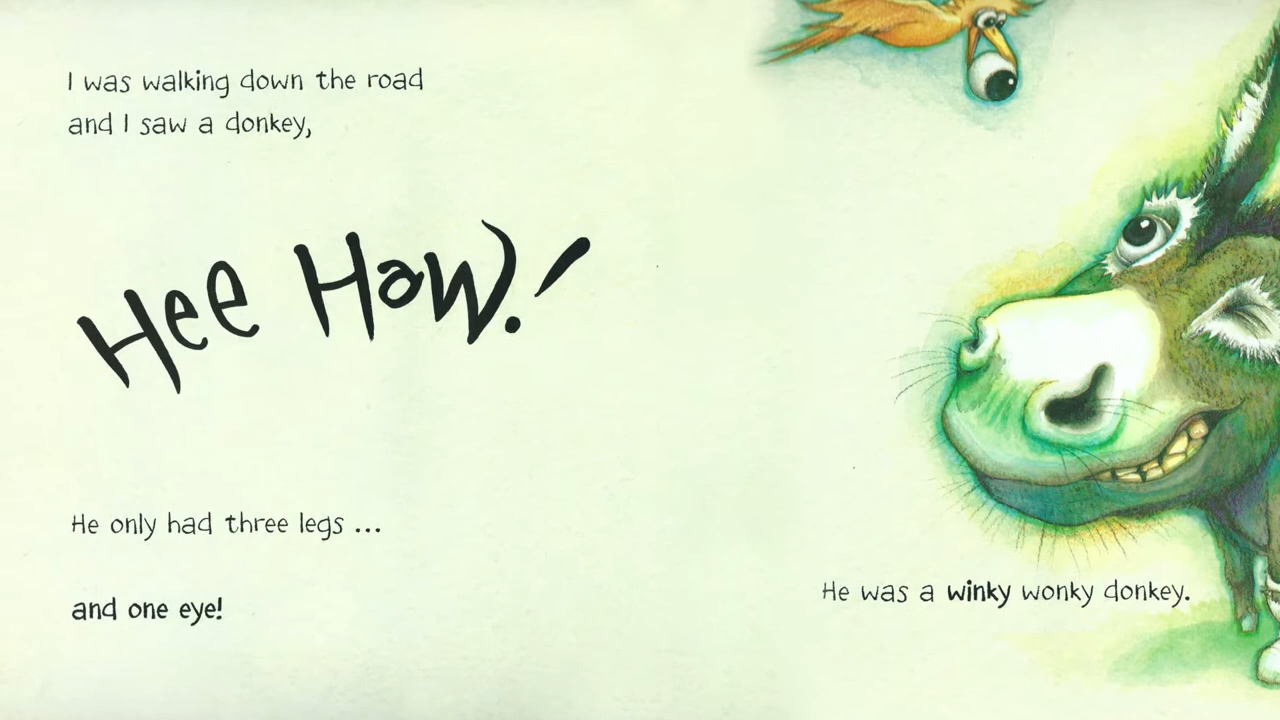 I was walking down the road
and I saw a donkey,
Hee Haw!
He only had three legs ...
and one eye!
He was a winky wonky donkey.